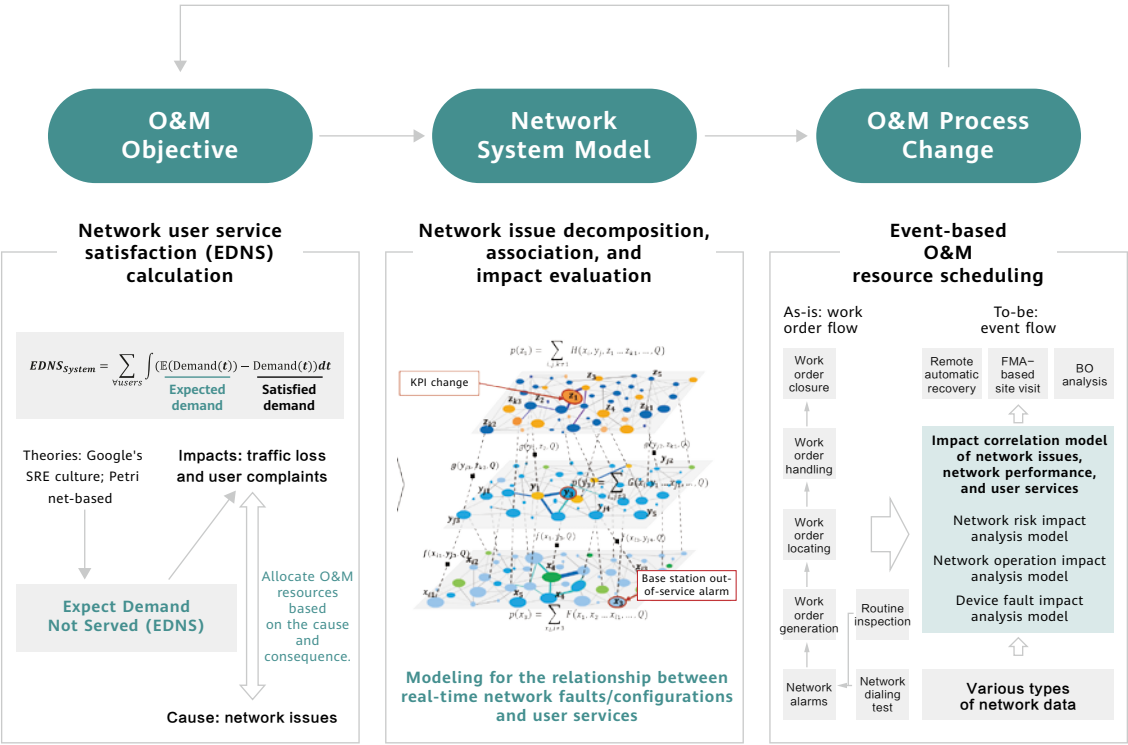 O&M
Objective
Network
System Model
O&M Process
Change
Network user service
satisfaction (EDNS)
calculation
EDNS_System = ∑_∀users ∫(𝔼(Demand(t)) − Demand(t))dt
Expected
demand
Satisfied
demand
Theories: Google's
SRE culture; Petri
net-based
Impacts: traffic loss
and user complaints
Expect Demand
Not Served (EDNS)
Allocate O&M
resources
based
on the cause
and
consequence.
Cause: network issues
Network issue decomposition,
association, and
impact evaluation
KPI change
Base station out-
of-service alarm
Modeling for the relationship between
real-time network faults/configurations
and user services
Event-based
O&M
resource scheduling
As-is: work
order flow
To-be:
event flow
Work
order
closure
Work
order
handling
Work
order
locating
Work
order
generation
Network
alarms
Routine
inspection
Network
dialing
test
Remote
automatic
recovery
FMA–
based
site visit
BO
analysis
Impact correlation model
of network issues,
network performance,
and user services
Network risk impact
analysis model
Network operation impact
analysis model
Device fault impact
analysis model
Various types
of network data